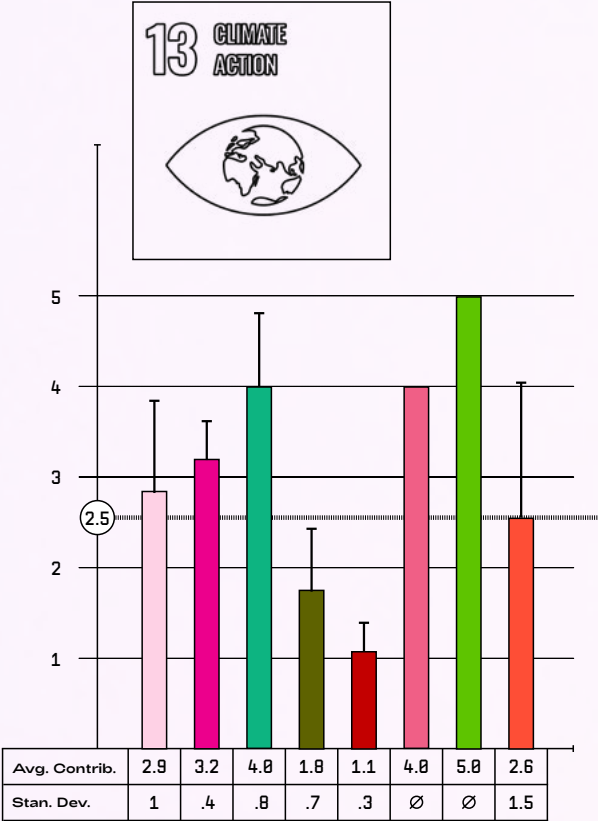 13 CLIMATE
ACTION
5
4
3
2.5
2
1
Avg. Contrib. 2.9 3.2 4.0 1.8 1.1 4.0 5.0 2.6
Stan. Dev. 1 .4 .8 .7 .3 Ø Ø 1.5